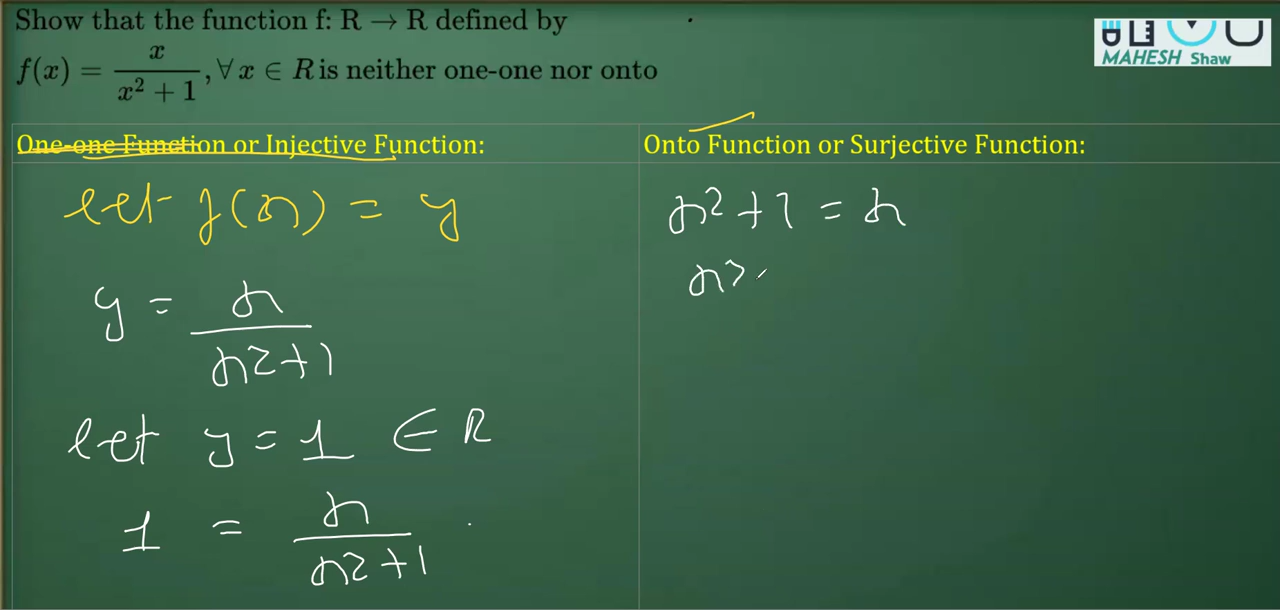 Show that the function f: R → R defined by
f(x) = x / (x² + 1), ∀ x ∈ R is neither one-one nor onto
MAHESH Shaw
One-one Function or Injective Function:
let f(x) = y
y = x / (x² + 1)
let y = 1 ∈ R
1 = x / (x² + 1)
Onto Function or Surjective Function:
x² + 1 = x
x²